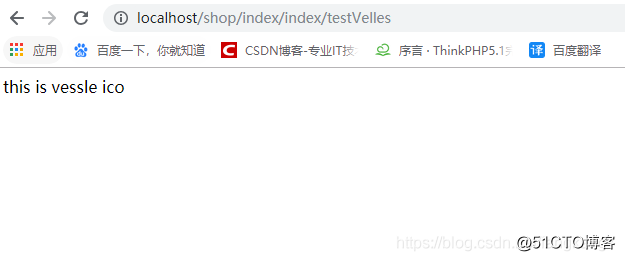 localhost/shop/index/index/testVelles
应用 百度一下，你就知道 CSDN博客-专业IT技 序言 · ThinkPHP5.1 百度翻译
this is vessle ico
https://blog.csdn. @51CTO博客